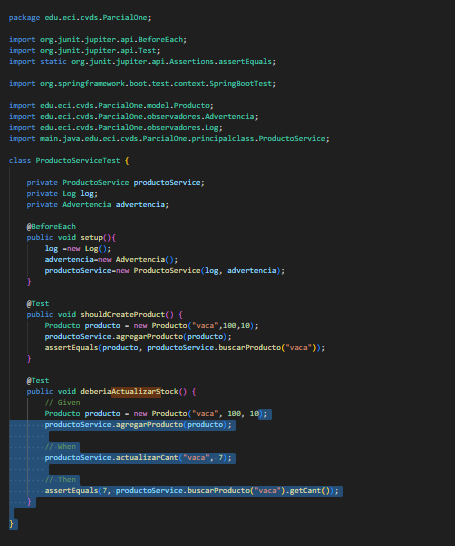 package edu.eci.cvds.ParcialOne;
import org.junit.jupiter.api.BeforeEach;
import org.junit.jupiter.api.Test;
import static org.junit.jupiter.api.Assertions.assertEquals;
import org.springframework.boot.test.context.SpringBootTest;
import edu.eci.cvds.ParcialOne.model.Producto;
import edu.eci.cvds.ParcialOne.observadores.Advertencia;
import edu.eci.cvds.ParcialOne.observadores.Log;
import main.java.edu.eci.cvds.ParcialOne.principalclass.ProductoService;
class ProductoServiceTest {
private ProductoService productoService;
private Log log;
private Advertencia advertencia;
@BeforeEach
public void setup(){
log =new Log();
advertencia=new Advertencia();
productoService=new ProductoService(log, advertencia);
}
@Test
public void shouldCreateProduct() {
Producto producto = new Producto("vaca",100,10);
productoService.agregarProducto(producto);
assertEquals(producto, productoService.buscarProducto("vaca"));
}
@Test
public void deberiaActualizarStock() {
// Given
Producto producto = new Producto("vaca", 100, 10);
productoService.agregarProducto(producto);
// When
productoService.actualizarCant("vaca", 7);
// Then
assertEquals(7, productoService.buscarProducto("vaca").getCant());
}
}